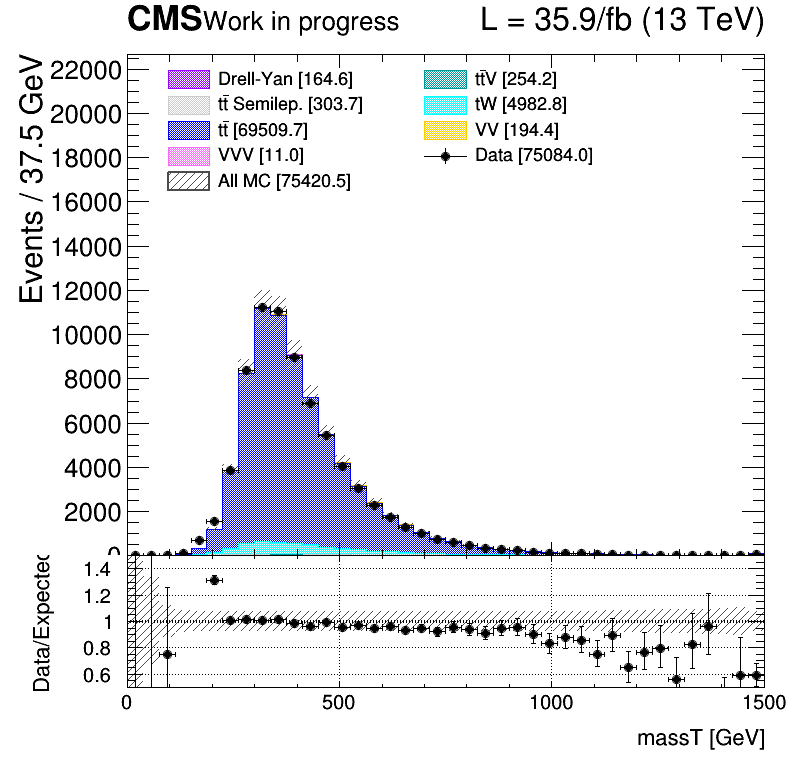 CMS Work in progress L = 35.9/fb (13 TeV)
Events / 37.5 GeV
22000
20000
18000
16000
14000
12000
10000
8000
6000
4000
2000
0
Drell-Yan [164.6]
tt̄ Semilep. [303.7]
tt̄ [69509.7]
VVV [11.0]
All MC [75420.5]
tt̄V [254.2]
tW [4982.8]
VV [194.4]
Data [75084.0]
Data/Expected
1.4
1.2
1
0.8
0.6
0 500 1000 1500
massT [GeV]